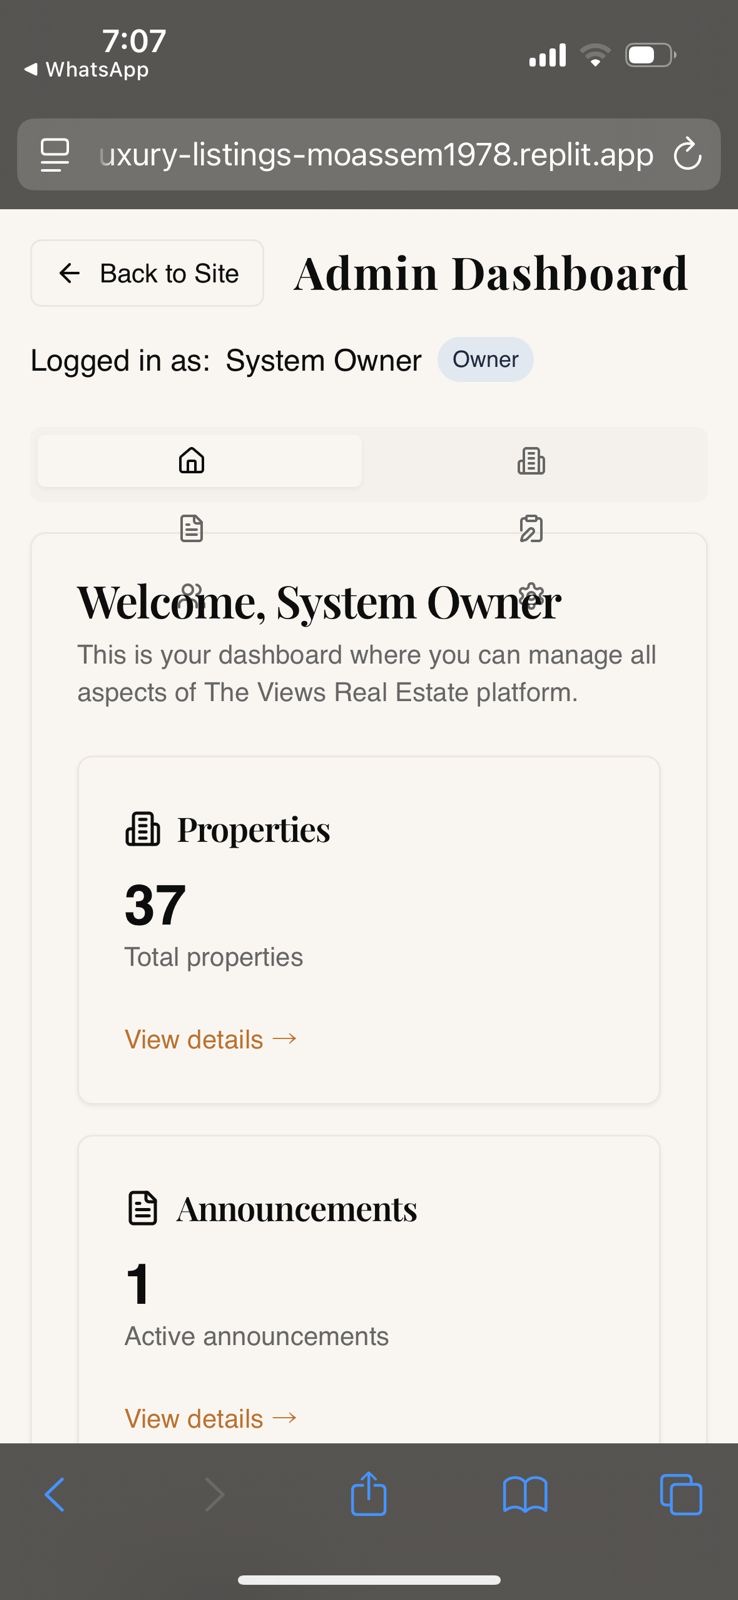 7:07
◀ WhatsApp
uxury-listings-moassem1978.replit.app
← Back to Site
Admin Dashboard
Logged in as: System Owner Owner
Welcome, System Owner
This is your dashboard where you can manage all
aspects of The Views Real Estate platform.
Properties
37
Total properties
View details →
Announcements
1
Active announcements
View details →